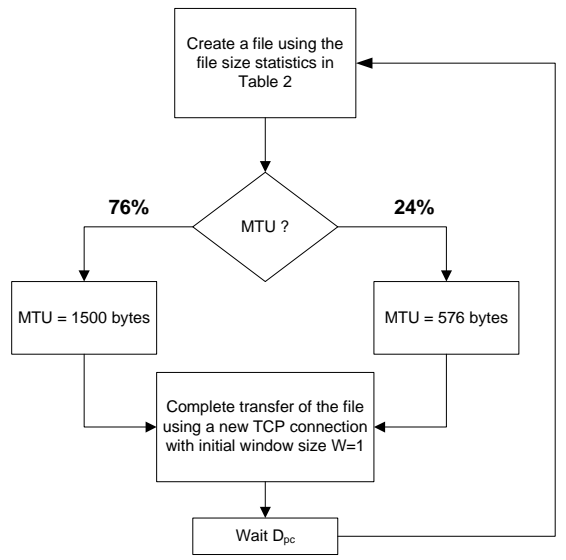 Create a file using the
file size statistics in
Table 2
76%
MTU ?
24%
MTU = 1500 bytes
MTU = 576 bytes
Complete transfer of the file
using a new TCP connection
with initial window size W=1
Wait Dpc